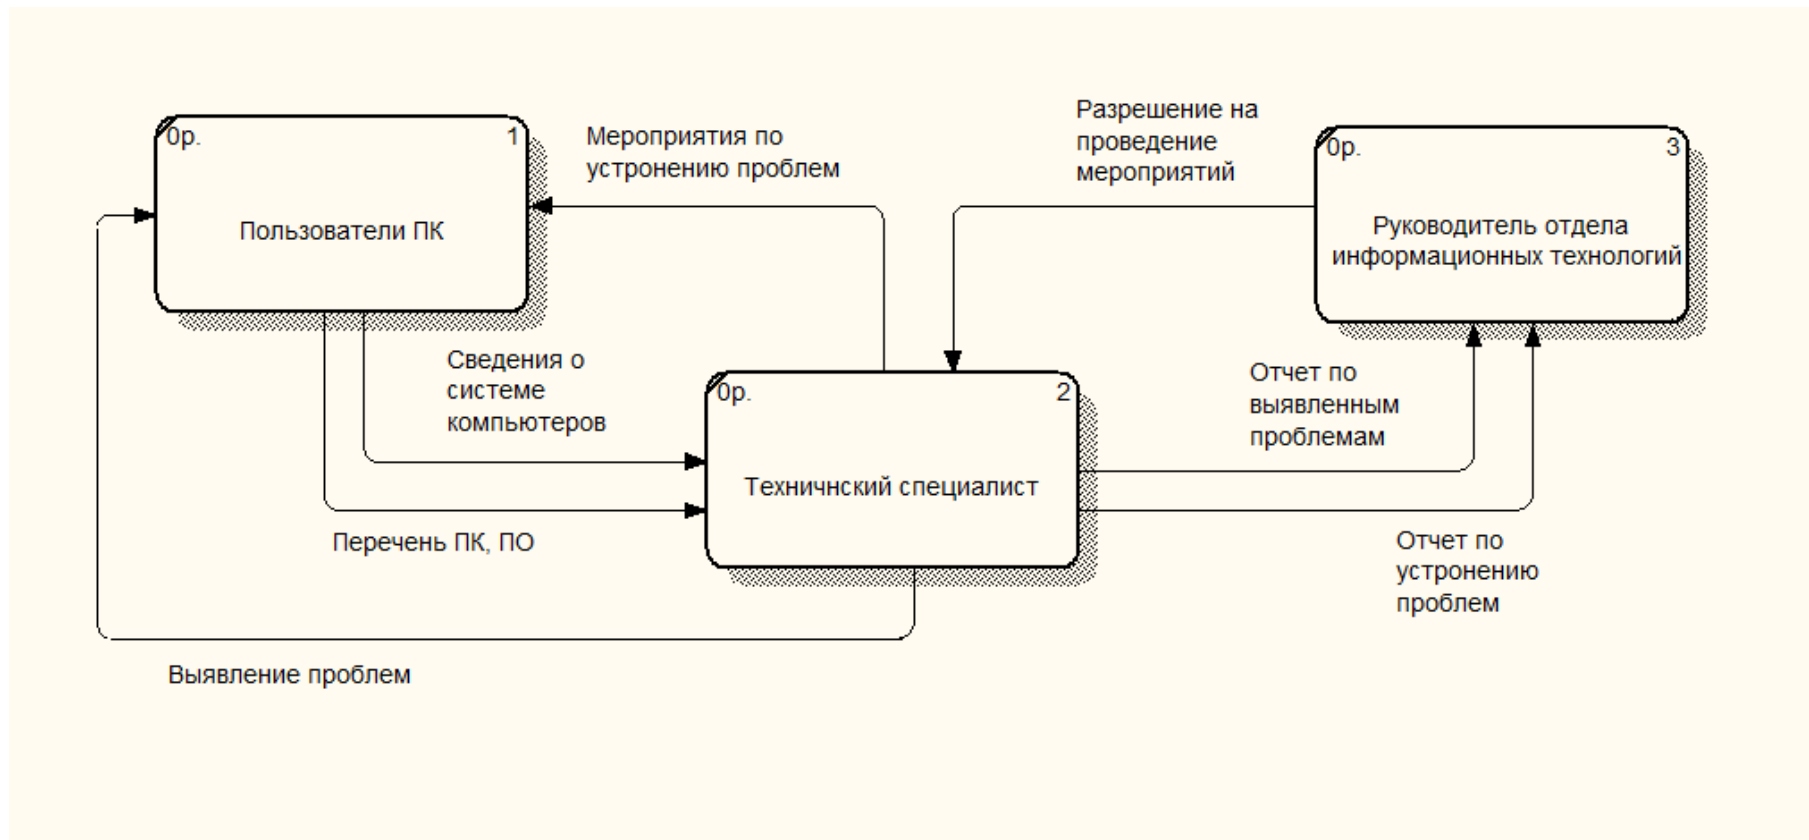 0р.
1
Пользователи ПК
Мероприятия по
устронению проблем
Разрешение на
проведение
мероприятий
0р.
3
Руководитель отдела
информационных технологий
Сведения о
системе
компьютеров
0р.
2
Техничнский специалист
Отчет по
выявленным
проблемам
Перечень ПК, ПО
Отчет по
устронению
проблем
Выявление проблем